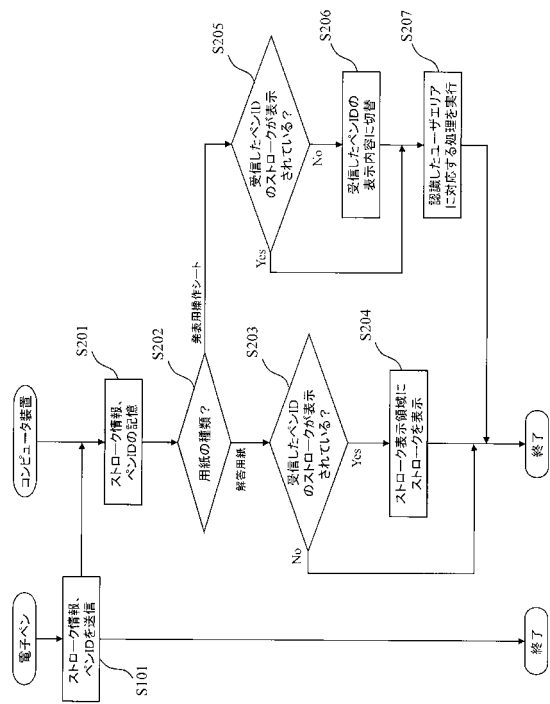 電子ペン
ストローク情報、
ペンIDを送信
S101
終了
コンピュータ装置
ストローク情報、
ペンIDの記憶
S201
用紙の種類？
S202
解答用紙
発表用操作シート
受信したペンID
のストロークが表示
されている？
S203
No
Yes
ストローク表示領域に
ストロークを表示
S204
受信したペンID
のストロークが表示
されている？
S205
Yes
No
受信したペンIDの
表示内容に切替
S206
認識したユーザエリア
に対応する処理を実行
S207
終了